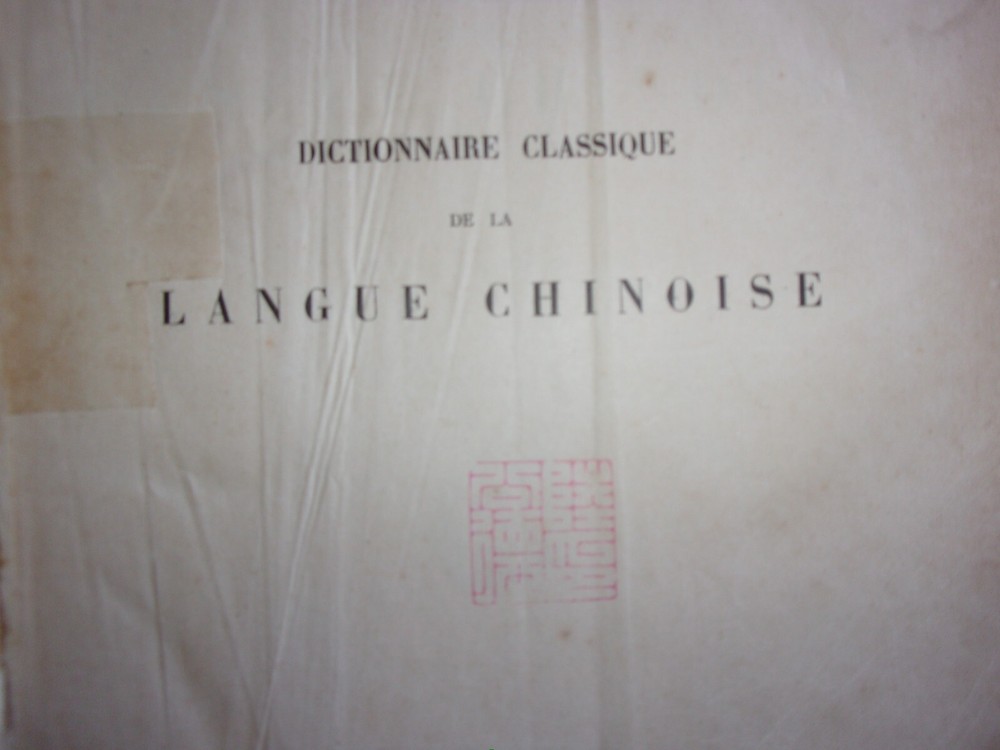 DICTIONNAIRE CLASSIQUE
DE LA
LANGUE CHINOISE